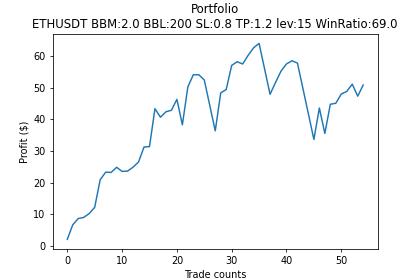 Portfolio
ETHUSDT BBM:2.0 BBL:200 SL:0.8 TP:1.2 lev:15 WinRatio:69.0
Profit ($)
60
50
40
30
20
10
0
0 10 20 30 40 50
Trade counts